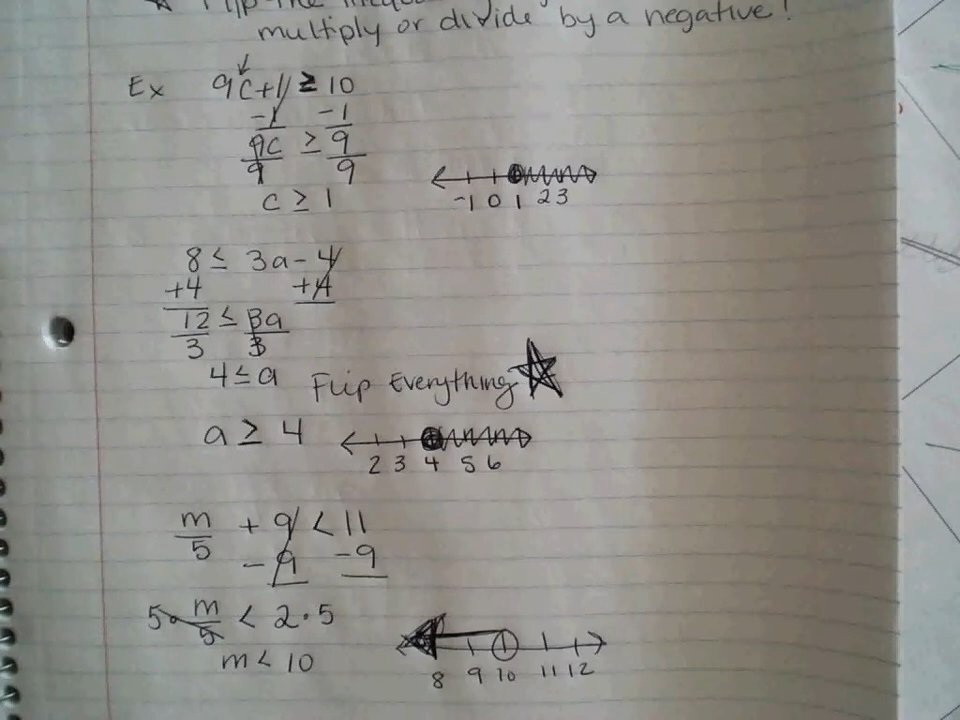 Flip the
multiply or divide by a negative!
Ex 9c+1 ≥ 10
-1 -1
9c ≥ 9
9 9
c ≥ 1
-1 0 1 2 3
8 ≤ 3a - 4
+4 +4
12 ≤ 3a
3 3
4 ≤ a Flip Everything
a ≥ 4
2 3 4 5 6
m + 9 < 11
5
- 9 -9
5 • m < 2 • 5
5
m < 10
8 9 10 11 12